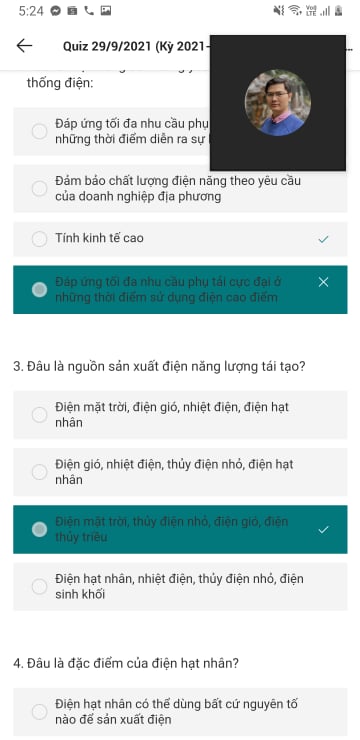 5:24
Quiz 29/9/2021 (Kỳ 2021-
thống điện:
Đáp ứng tối đa nhu cầu phụ
những thời điểm diễn ra sự
Đảm bảo chất lượng điện năng theo yêu cầu
của doanh nghiệp địa phương
Tính kinh tế cao
Đáp ứng tối đa nhu cầu phụ tải cực đại ở
những thời điểm sử dụng điện cao điểm
3. Đâu là nguồn sản xuất điện năng lượng tái tạo?
Điện mặt trời, điện gió, nhiệt điện, điện hạt
nhân
Điện gió, nhiệt điện, thủy điện nhỏ, điện hạt
nhân
Điện mặt trời, thủy điện nhỏ, điện gió, điện
thủy triều
Điện hạt nhân, nhiệt điện, thủy điện nhỏ, điện
sinh khối
4. Đâu là đặc điểm của điện hạt nhân?
Điện hạt nhân có thể dùng bất cứ nguyên tố
nào để sản xuất điện